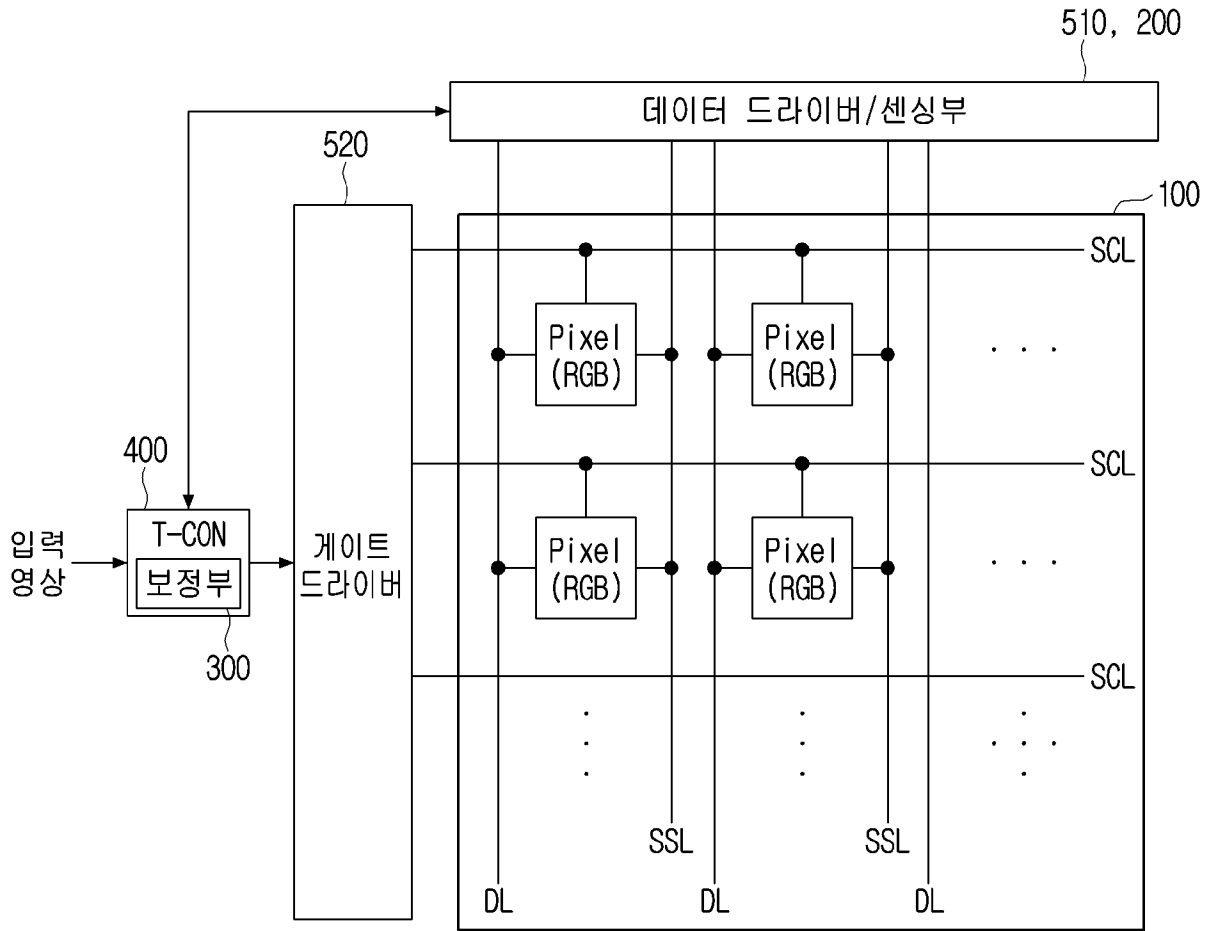 510, 200
데이터 드라이버/센싱부
520
100
SCL
Pixel
(RGB)
Pixel
(RGB)
. . .
400
SCL
입력
영상
T-CON
보정부
300
게이트
드라이버
Pixel
(RGB)
Pixel
(RGB)
. . .
SCL
SSL
SSL
DL
DL
DL